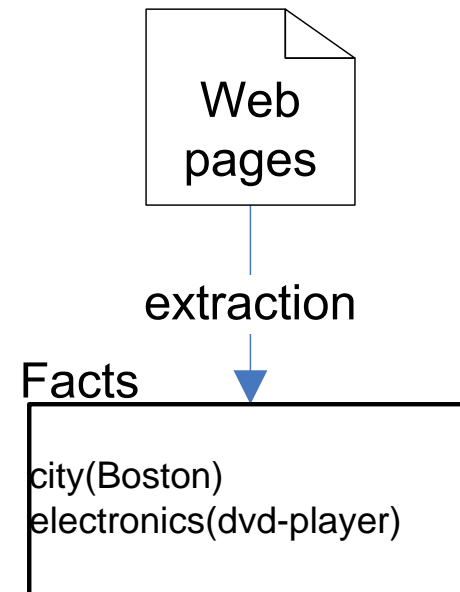 Web
pages
extraction
Facts
city(Boston)
electronics(dvd-player)